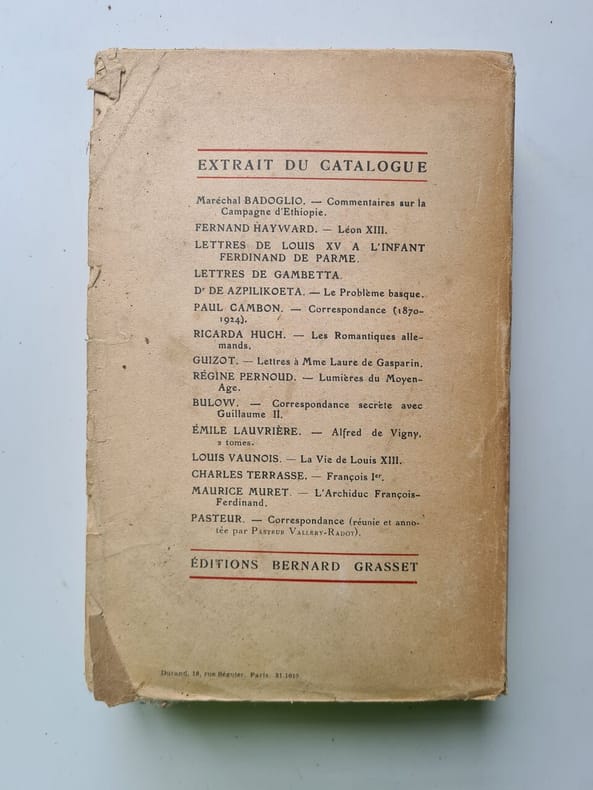 EXTRAIT DU CATALOGUE
Maréchal BADOGLIO. — Commentaires sur la
Campagne d'Ethiopie.
FERNAND HAYWARD. — Léon XIII.
LETTRES DE LOUIS XV A L'INFANT
FERDINAND DE PARME.
LETTRES DE GAMBETTA.
Dr DE AZPILIKOETA. — Le Problème basque.
PAUL CAMBON. — Correspondance (1870-
1924).
RICARDA HUCH. — Les Romantiques alle-
mands.
GUIZOT. — Lettres à Mme Laure de Gasparin.
RÉGINE PERNOUD. — Lumières du Moyen-
Age.
BULOW. — Correspondance secrète avec
Guillaume II.
ÉMILE LAUVRIÈRE. — Alfred de Vigny.
2 tomes.
LOUIS VAUNOIS. — La Vie de Louis XIII.
CHARLES TERRASSE. — François Ier.
MAURICE MURET. — L'Archiduc François-
Ferdinand.
PASTEUR. — Correspondance (réunie et anno-
tée par PASTEUR VALLERY-RADOT).
ÉDITIONS BERNARD GRASSET
Durand, 18, rue Séguier, Paris.